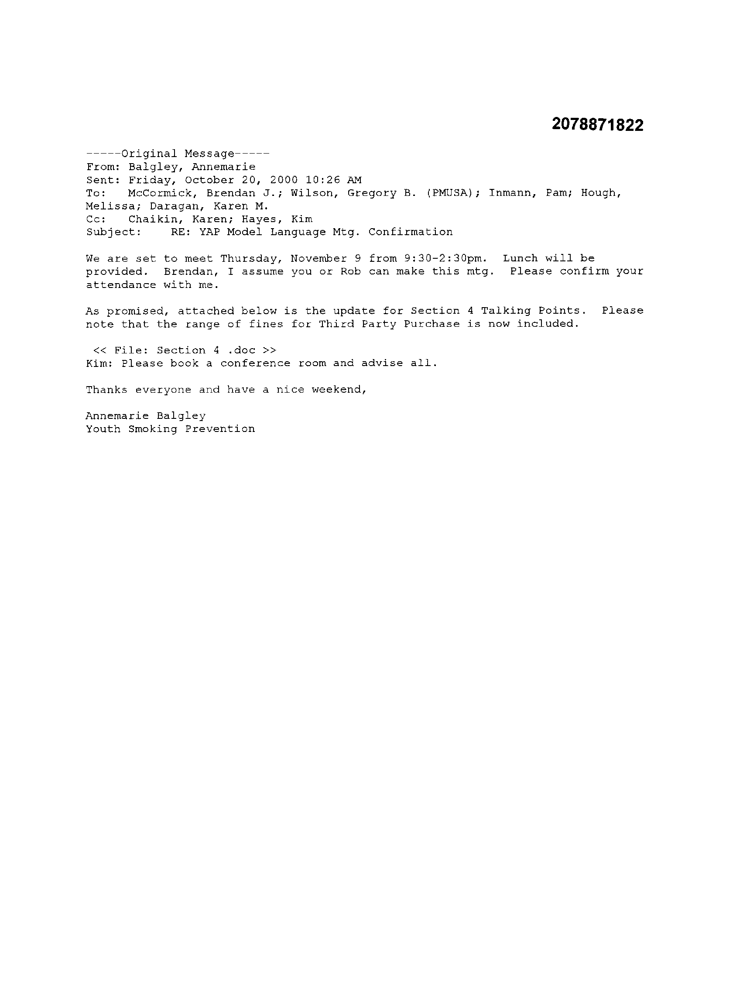 2078871822
-----Original Message-----
From: Balgley, Annemarie
Sent: Friday, October 20, 2000 10:26 AM
To:   McCormick, Brendan J.; Wilson, Gregory B. (PMUSA); Inmann, Pam; Hough,
Melissa; Daragan, Karen M.
Cc:   Chaikin, Karen; Hayes, Kim
Subject:    RE: YAP Model Language Mtg. Confirmation
We are set to meet Thursday, November 9 from 9:30-2:30pm.  Lunch will be
provided.  Brendan, I assume you or Rob can make this mtg.  Please confirm your
attendance with me.
As promised, attached below is the update for Section 4 Talking Points.  Please
note that the range of fines for Third Party Purchase is now included.
<< File: Section 4 .doc >>
Kim: Please book a conference room and advise all.
Thanks everyone and have a nice weekend,
Annemarie Balgley
Youth Smoking Prevention